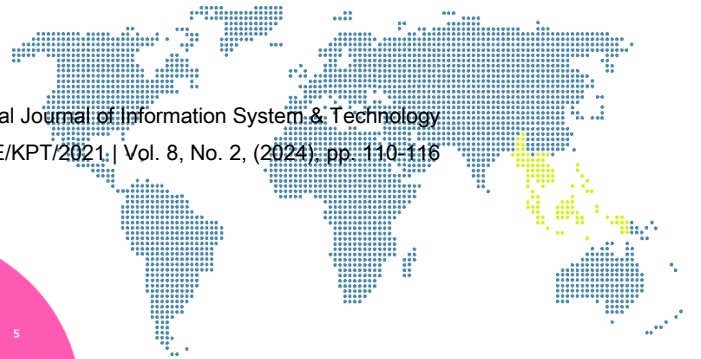 al Journal of Information System & Technology
E/KPT/2021 | Vol. 8, No. 2, (2024), pp. 110-116
5